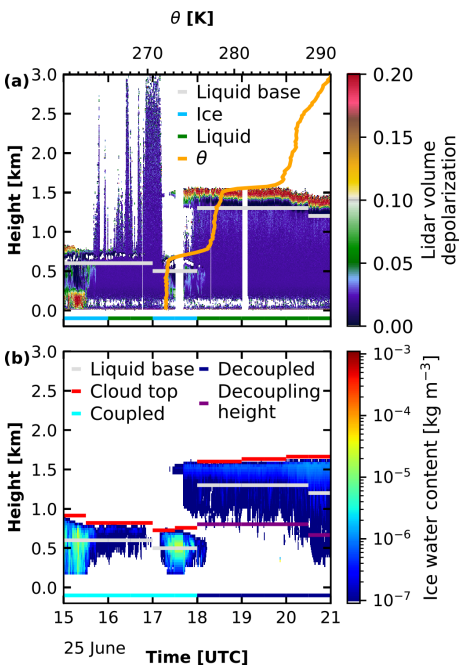 θ [K]
270 280 290
(a)
3.0
2.5
2.0
1.5
1.0
0.5
0.0
Height [km]
Liquid base
Ice
Liquid
θ
0.20
0.15
0.10
0.05
0.00
Lidar volume
depolarization
(b)
3.0
2.5
2.0
1.5
1.0
0.5
0.0
Height [km]
Liquid base
Cloud top
Coupled
Decoupled
Decoupling
height
10⁻³
10⁻⁴
10⁻⁵
10⁻⁶
10⁻⁷
Ice water content [kg m⁻³]
15 16 17 18 19 20 21
25 June
Time [UTC]